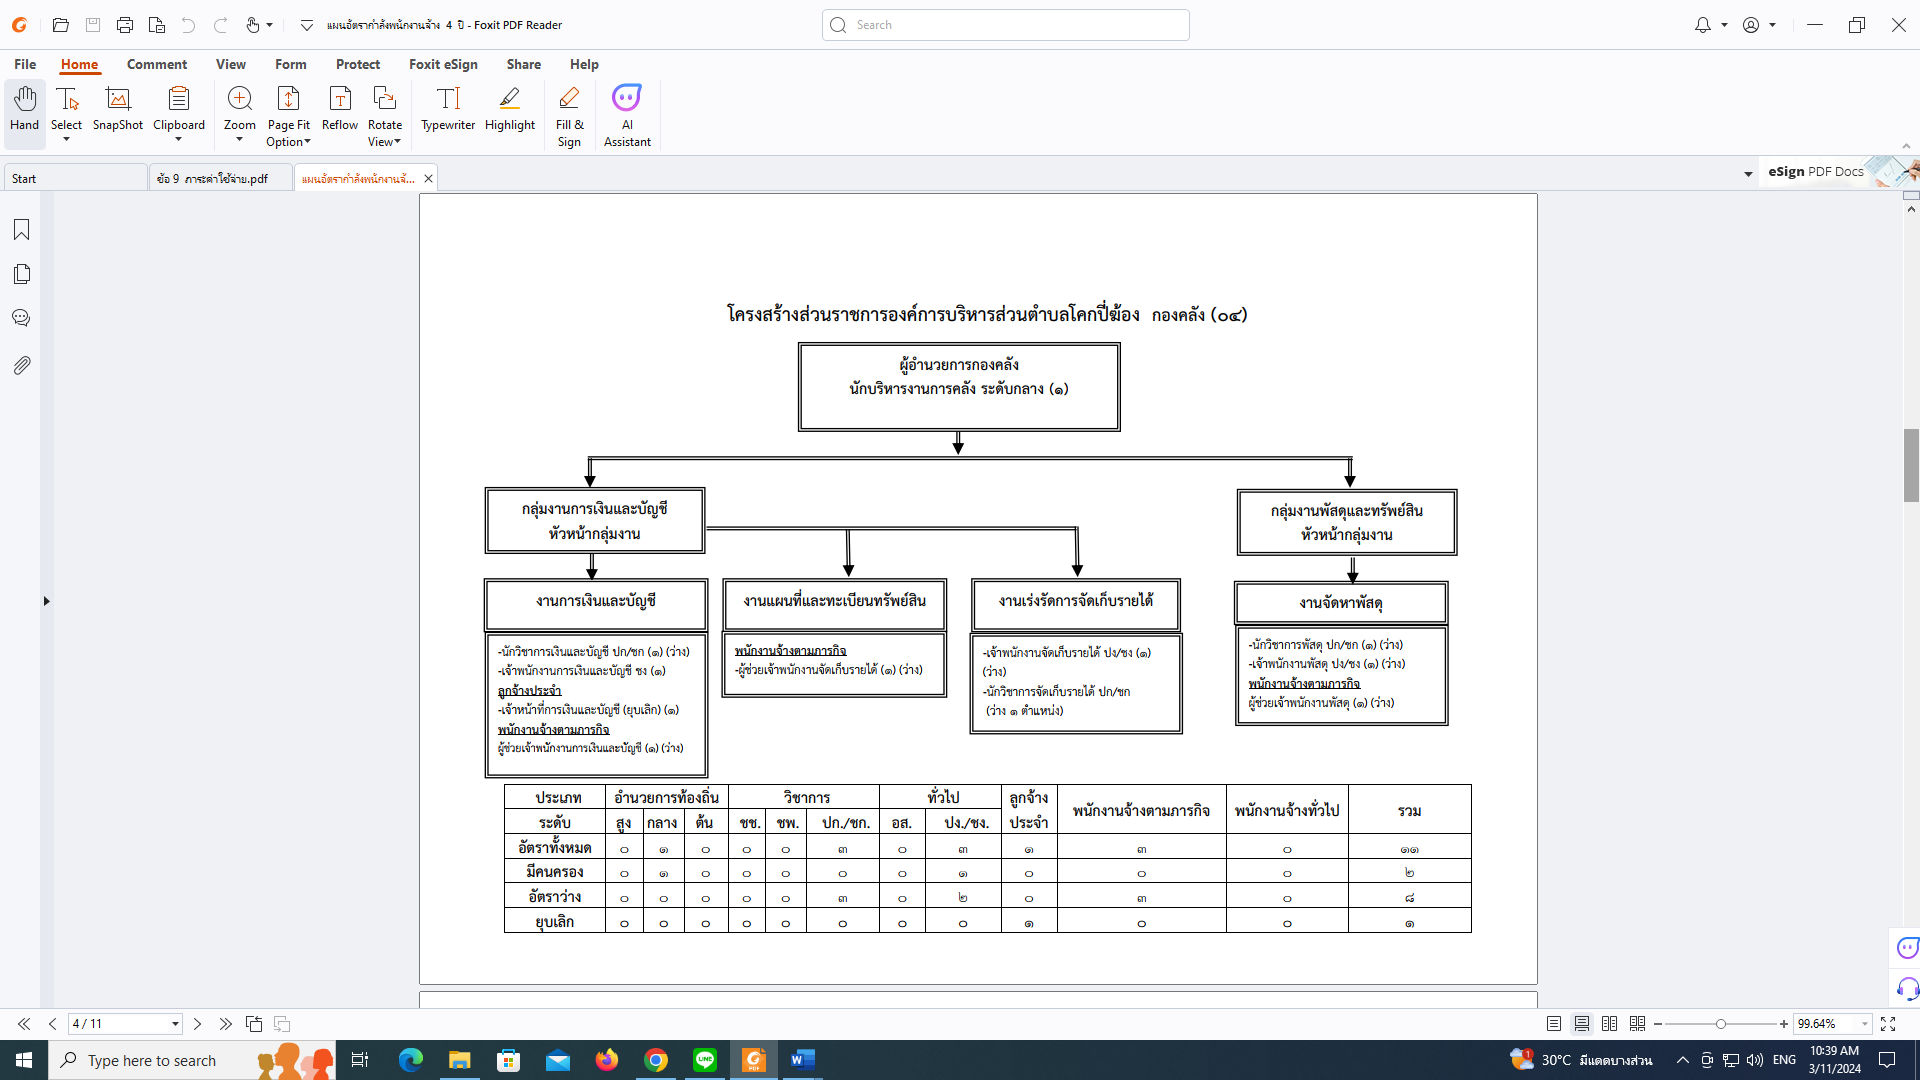 แผนอัตรากำลังพนักงานจ้าง 4 ปี - Foxit PDF Reader
Search
File Home Comment View Form Protect Foxit eSign Share Help
Hand Select SnapShot Clipboard Zoom Page Fit Option Reflow Rotate View Typewriter Highlight Fill & Sign AI Assistant
Start
ข้อ 9 ภาระค่าใช้จ่าย.pdf
แผนอัตรากำลังพนักงานจ้...
eSign PDF Docs
โครงสร้างส่วนราชการองค์การบริหารส่วนตำบลโคกปี่ฆ้อง กองคลัง (๐๔)
ผู้อำนวยการกองคลัง
นักบริหารงานการคลัง ระดับกลาง (๑)
กลุ่มงานการเงินและบัญชี
หัวหน้ากลุ่มงาน
กลุ่มงานพัสดุและทรัพย์สิน
หัวหน้ากลุ่มงาน
งานการเงินและบัญชี
-นักวิชาการเงินและบัญชี ปก/ชก (๑) (ว่าง)
-เจ้าพนักงานการเงินและบัญชี ชง (๑)
ลูกจ้างประจำ
-เจ้าหน้าที่การเงินและบัญชี (ยุบเลิก) (๑)
พนักงานจ้างตามภารกิจ
ผู้ช่วยเจ้าพนักงานการเงินและบัญชี (๑) (ว่าง)
งานแผนที่และทะเบียนทรัพย์สิน
พนักงานจ้างตามภารกิจ
-ผู้ช่วยเจ้าพนักงานจัดเก็บรายได้ (๑) (ว่าง)
งานเร่งรัดการจัดเก็บรายได้
-เจ้าพนักงานจัดเก็บรายได้ ปง/ชง (๑)
(ว่าง)
-นักวิชาการจัดเก็บรายได้ ปก/ชก
(ว่าง ๑ ตำแหน่ง)
งานจัดหาพัสดุ
-นักวิชาการพัสดุ ปก/ชก (๑) (ว่าง)
-เจ้าพนักงานพัสดุ ปง/ชง (๑) (ว่าง)
พนักงานจ้างตามภารกิจ
ผู้ช่วยเจ้าพนักงานพัสดุ (๑) (ว่าง)
ประเภท อำนวยการท้องถิ่น วิชาการ ทั่วไป ลูกจ้างประจำ พนักงานจ้างตามภารกิจ พนักงานจ้างทั่วไป รวม
ระดับ สูง กลาง ต้น ชช. ชพ. ปก./ชก. อส. ปง./ชง.
อัตราทั้งหมด ๐ ๑ ๐ ๐ ๐ ๓ ๐ ๓ ๑ ๓ ๐ ๑๑
มีคนครอง ๐ ๑ ๐ ๐ ๐ ๐ ๐ ๑ ๐ ๐ ๐ ๒
อัตราว่าง ๐ ๐ ๐ ๐ ๐ ๓ ๐ ๒ ๐ ๓ ๐ ๘
ยุบเลิก ๐ ๐ ๐ ๐ ๐ ๐ ๐ ๐ ๑ ๐ ๐ ๑
4 / 11
99.64%
Type here to search
1
30°C มีแดดบางส่วน
ENG
10:39 AM
3/11/2024